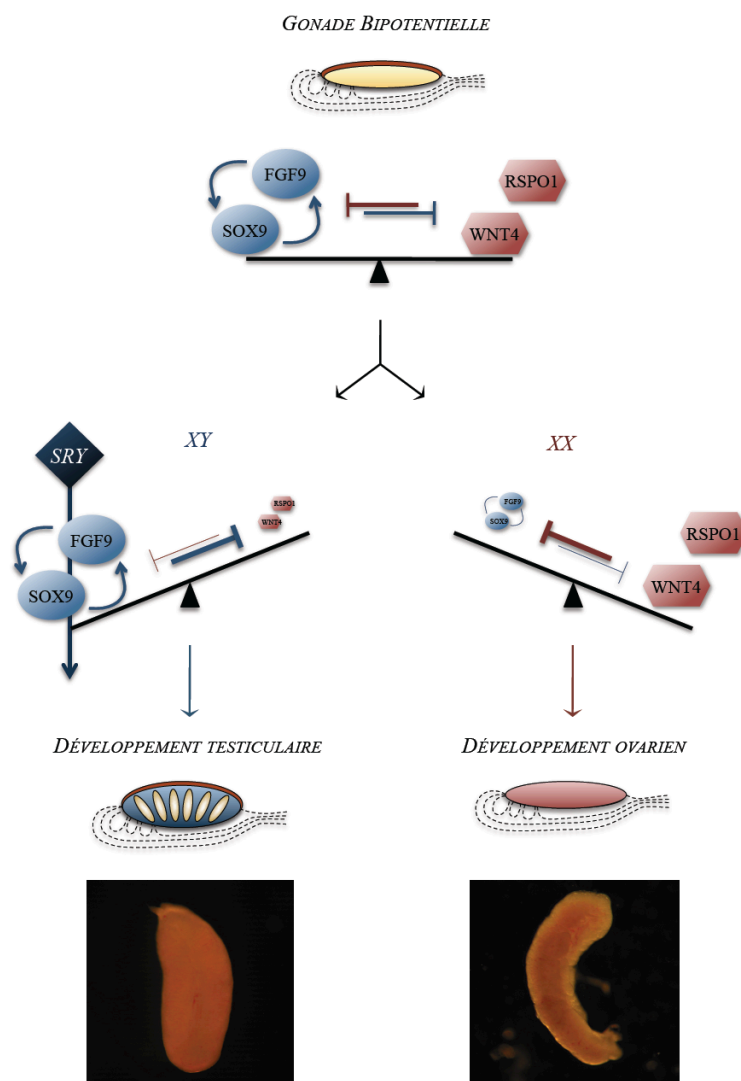 GONADE BIPOTENTIELLE
FGF9
SOX9
RSPO1
WNT4
XY
XX
SRY
FGF9
SOX9
RSPO1
WNT4
FGF9
SOX9
RSPO1
WNT4
DÉVELOPPEMENT TESTICULAIRE
DÉVELOPPEMENT OVARIEN